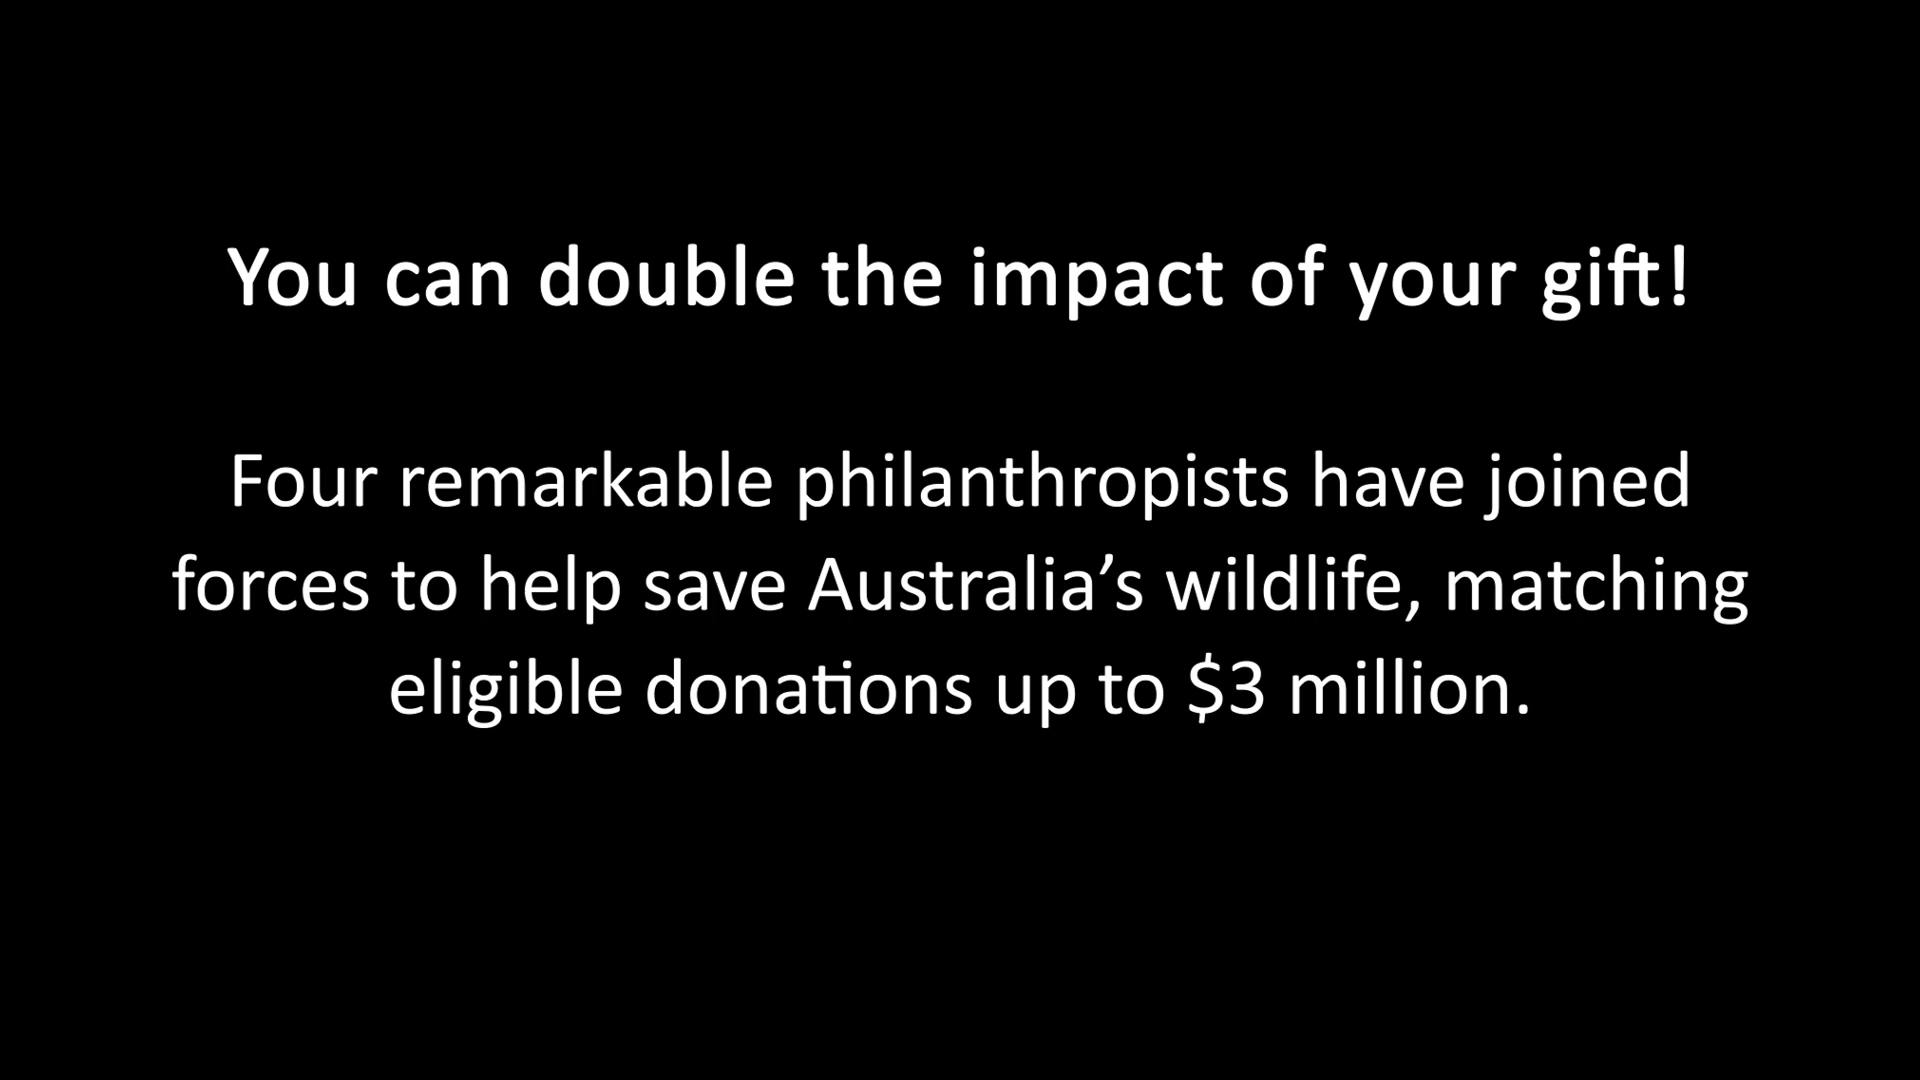 You can double the impact of your gift!
Four remarkable philanthropists have joined
forces to help save Australia’s wildlife, matching
eligible donations up to $3 million.